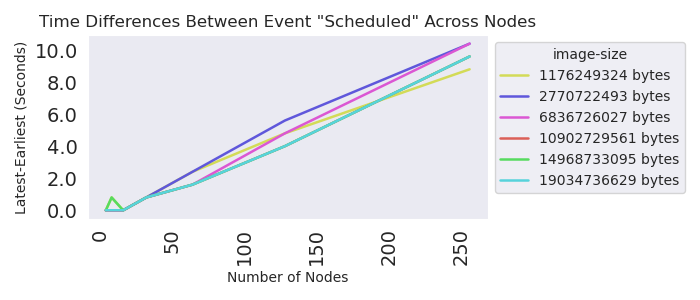 Time Differences Between Event "Scheduled" Across Nodes
Latest-Earliest (Seconds)
10.0
8.0
6.0
4.0
2.0
0.0
0
50
100
150
200
250
Number of Nodes
image-size
1176249324 bytes
2770722493 bytes
6836726027 bytes
10902729561 bytes
14968733095 bytes
19034736629 bytes